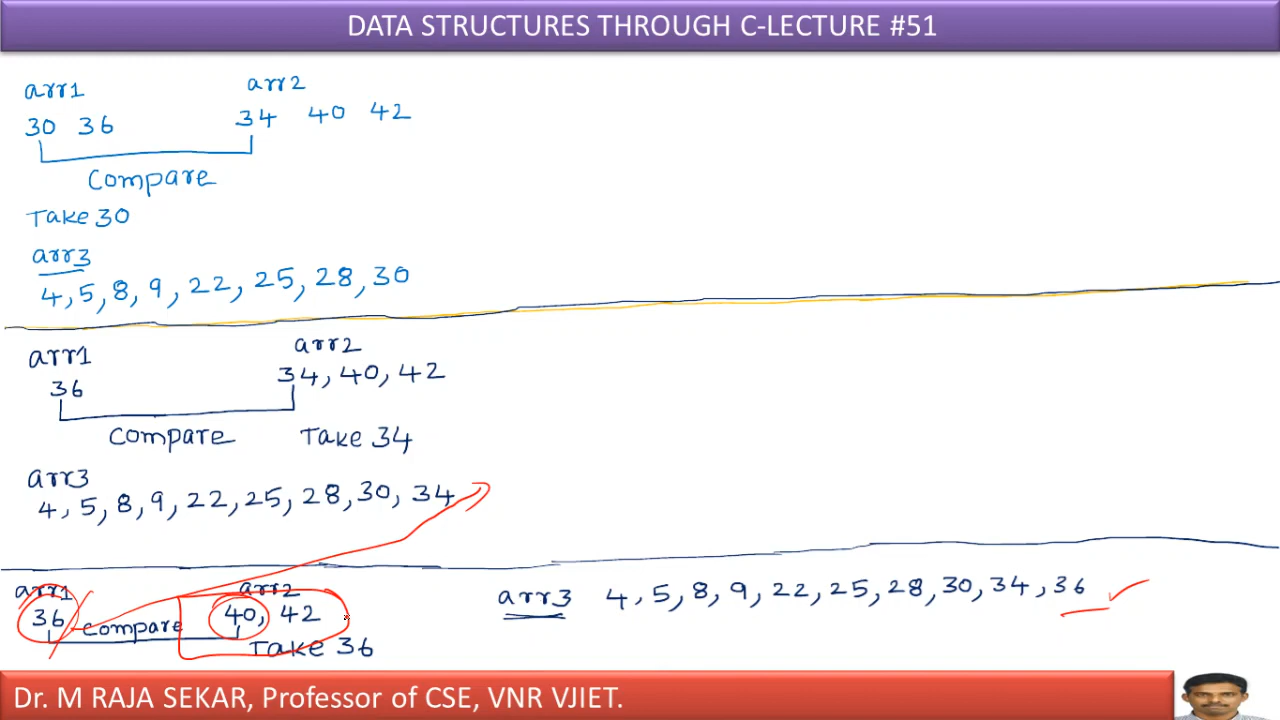 DATA STRUCTURES THROUGH C-LECTURE #51
arr1 arr2
30 36 34 40 42
Compare
Take 30
arr3
4, 5, 8, 9, 22, 25, 28, 30
arr1 arr2
36 34, 40, 42
Compare Take 34
arr3
4, 5, 8, 9, 22, 25, 28, 30, 34
arr1 arr2
36 40, 42
Compare
Take 36
arr3 4, 5, 8, 9, 22, 25, 28, 30, 34, 36
Dr. M RAJA SEKAR, Professor of CSE, VNR VJIET.